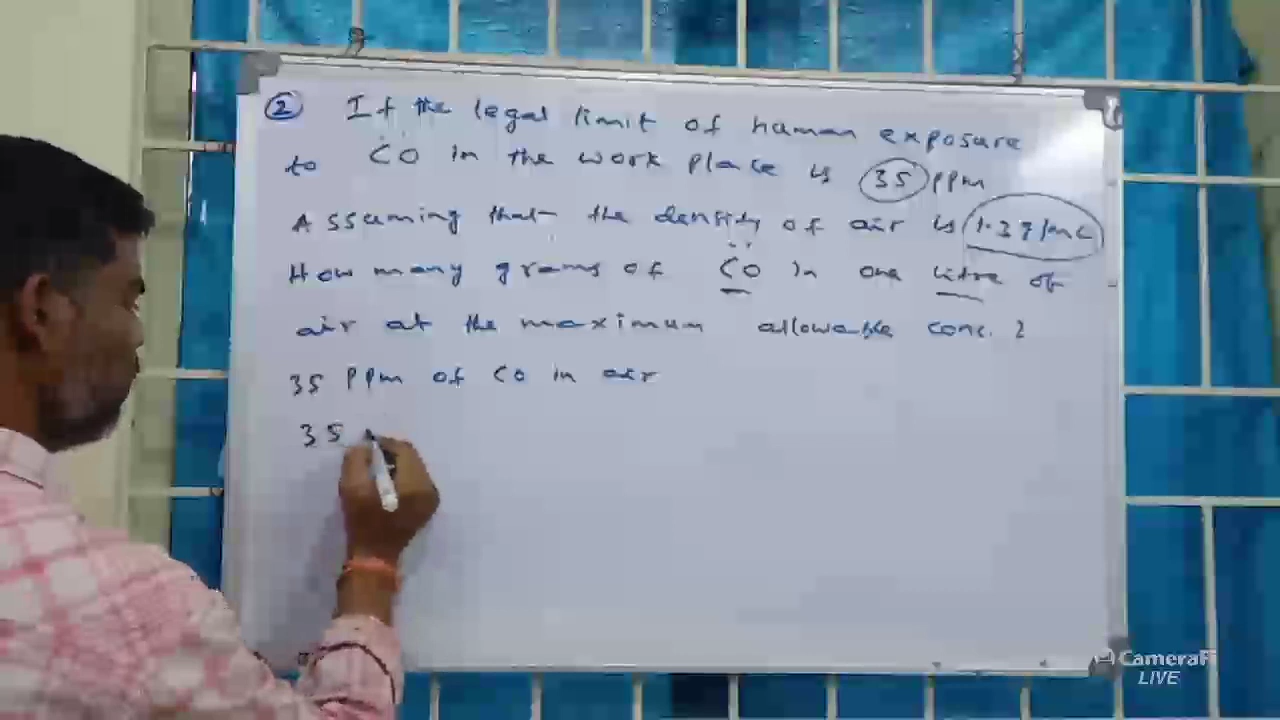 ② If the legal limit of human exposure
to CO in the work place is 35 ppm
Assuming that the density of air is 1.3 g/mL
How many grams of CO in one litre of
air at the maximum allowable conc. ?
35 PPm of CO in air
35
CameraFi
LIVE